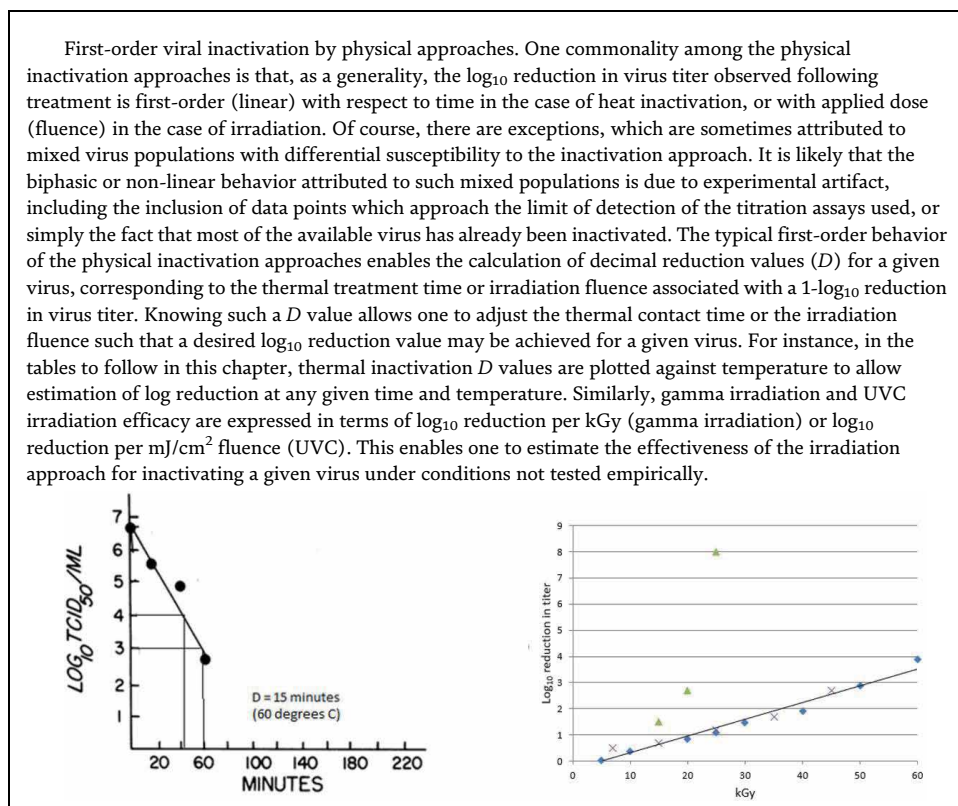 First-order viral inactivation by physical approaches. One commonality among the physical
inactivation approaches is that, as a generality, the log₁₀ reduction in virus titer observed following
treatment is first-order (linear) with respect to time in the case of heat inactivation, or with applied dose
(fluence) in the case of irradiation. Of course, there are exceptions, which are sometimes attributed to
mixed virus populations with differential susceptibility to the inactivation approach. It is likely that the
biphasic or non-linear behavior attributed to such mixed populations is due to experimental artifact,
including the inclusion of data points which approach the limit of detection of the titration assays used, or
simply the fact that most of the available virus has already been inactivated. The typical first-order behavior
of the physical inactivation approaches enables the calculation of decimal reduction values (D) for a given
virus, corresponding to the thermal treatment time or irradiation fluence associated with a 1-log₁₀ reduction
in virus titer. Knowing such a D value allows one to adjust the thermal contact time or the irradiation
fluence such that a desired log₁₀ reduction value may be achieved for a given virus. For instance, in the
tables to follow in this chapter, thermal inactivation D values are plotted against temperature to allow
estimation of log reduction at any given time and temperature. Similarly, gamma irradiation and UVC
irradiation efficacy are expressed in terms of log₁₀ reduction per kGy (gamma irradiation) or log₁₀
reduction per mJ/cm² fluence (UVC). This enables one to estimate the effectiveness of the irradiation
approach for inactivating a given virus under conditions not tested empirically.
LOG₁₀ TCID₅₀/ML
7
6
5
4
3
2
1
D = 15 minutes
(60 degrees C)
20 60 100 140 180 220
MINUTES
Log₁₀ reduction in titer
9
8
7
6
5
4
3
2
1
0
0 10 20 30 40 50 60
kGy